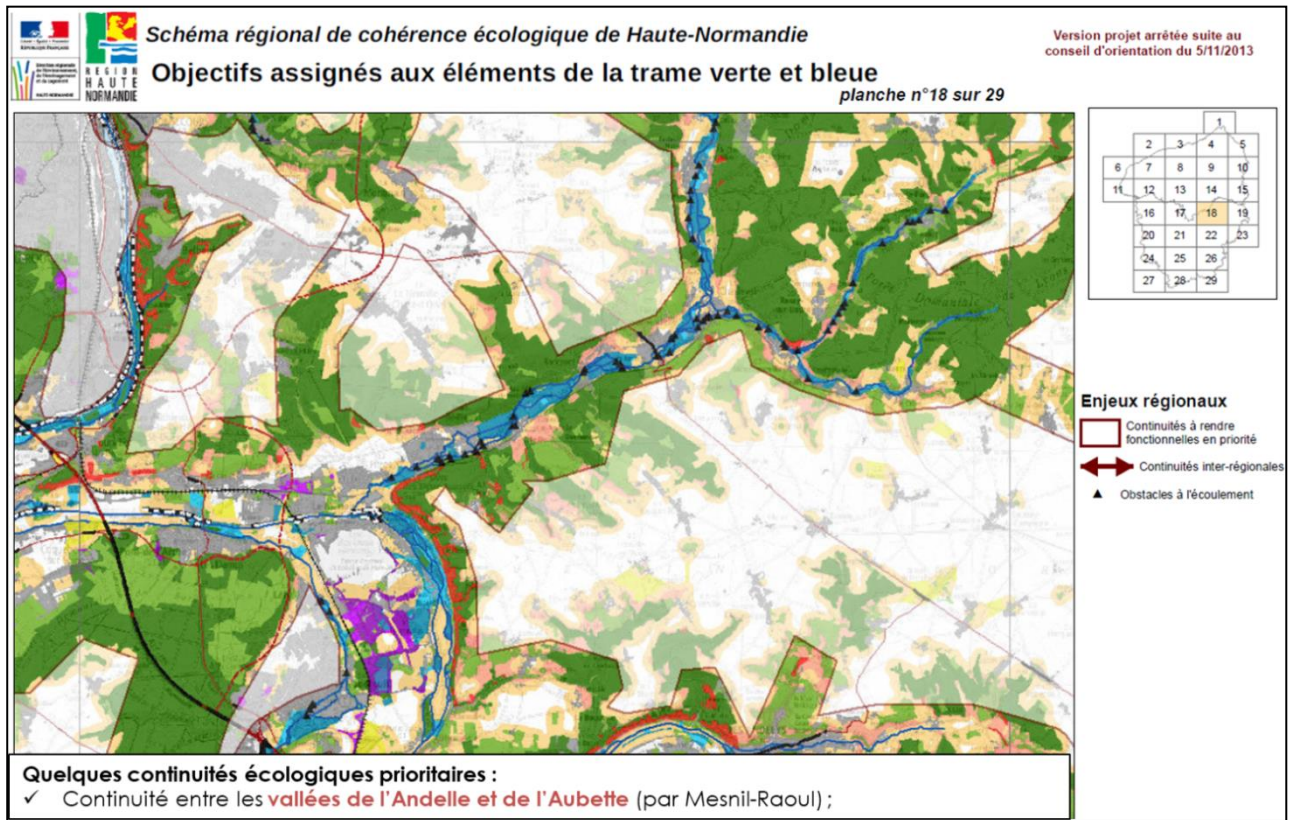 Schéma régional de cohérence écologique de Haute-Normandie
Version projet arrêtée suite au
conseil d'orientation du 5/11/2013
Objectifs assignés aux éléments de la trame verte et bleue
planche n°18 sur 29
RÉPUBLIQUE FRANÇAISE
RÉGION
HAUTE
NORMANDIE
1
2 3 4 5
6 7 8 9 10
11 12 13 14 15
16 17 18 19
20 21 22 23
24 25 26
27 28 29
Enjeux régionaux
Continuités à rendre
fonctionnelles en priorité
Continuités inter-régionales
Obstacles à l'écoulement
Quelques continuités écologiques prioritaires :
✓ Continuité entre les vallées de l'Andelle et de l'Aubette (par Mesnil-Raoul) ;